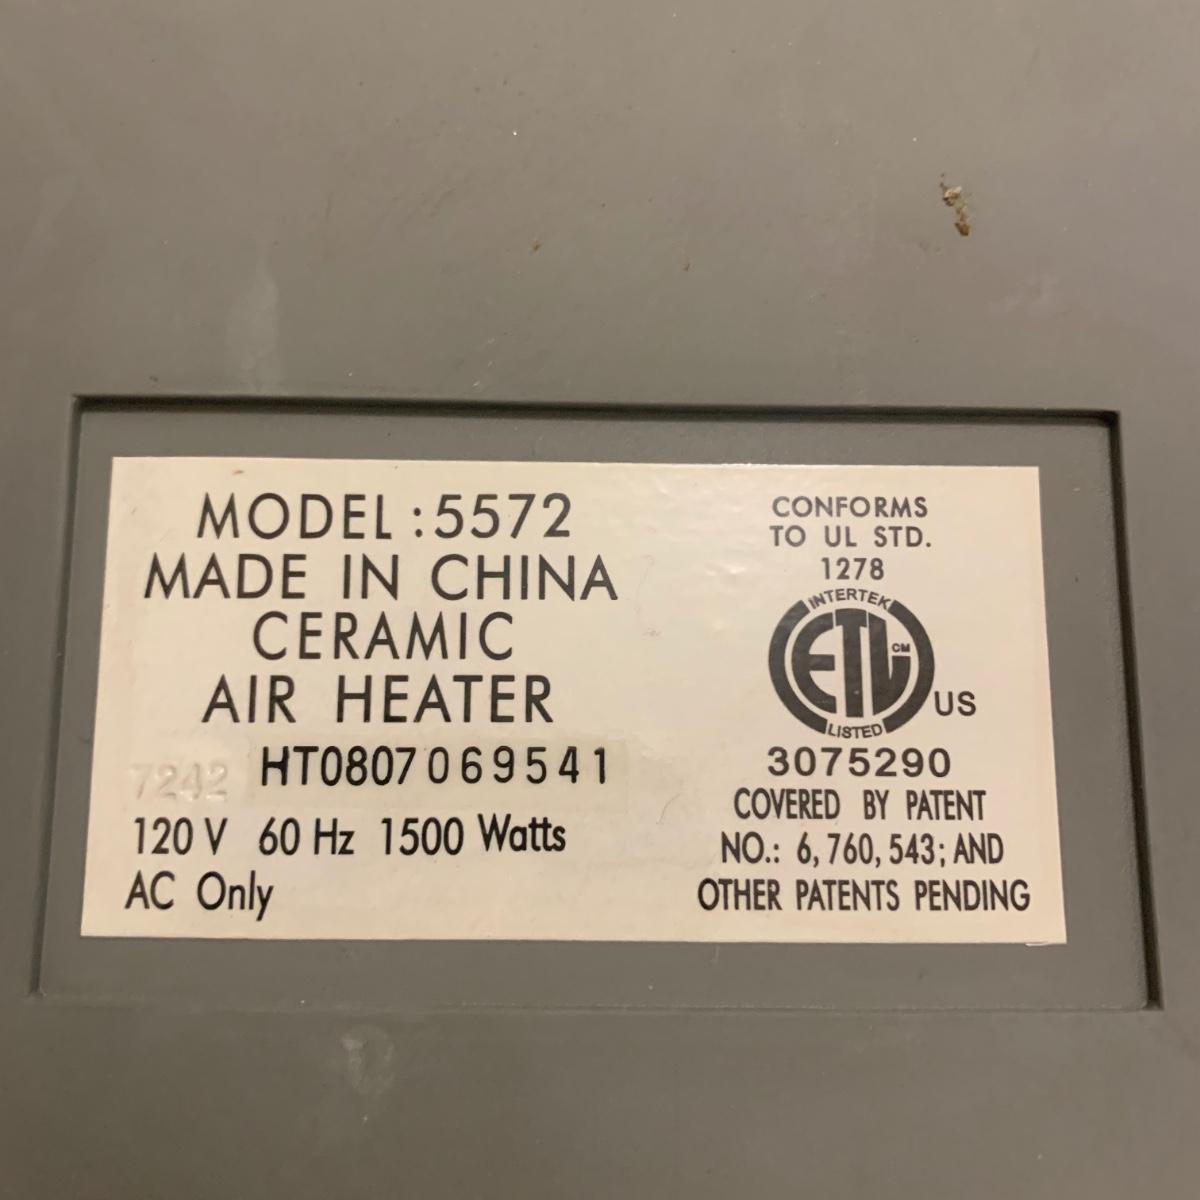 MODEL : 5572
MADE IN CHINA
CERAMIC
AIR HEATER
7242 HT0807069541
120 V 60 Hz 1500 Watts
AC Only
CONFORMS
TO UL STD.
1278
INTERTEK
ETL CM
US
LISTED
3075290
COVERED BY PATENT
NO.: 6,760,543; AND
OTHER PATENTS PENDING